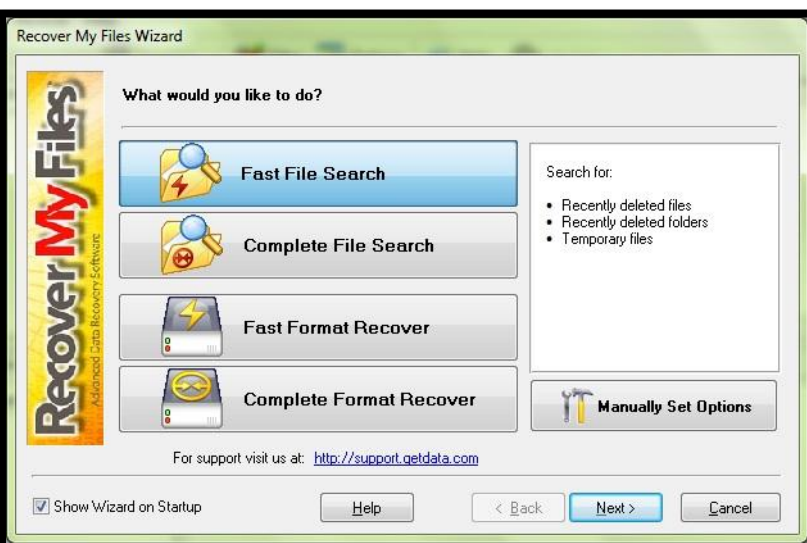 Recover My Files Wizard
Recover My Files
Advanced Data Recovery Software
What would you like to do?
Fast File Search
Complete File Search
Fast Format Recover
Complete Format Recover
Search for:
• Recently deleted files
• Recently deleted folders
• Temporary files
Manually Set Options
For support visit us at: http://support.getdata.com
Show Wizard on Startup
Help
< Back
Next >
Cancel